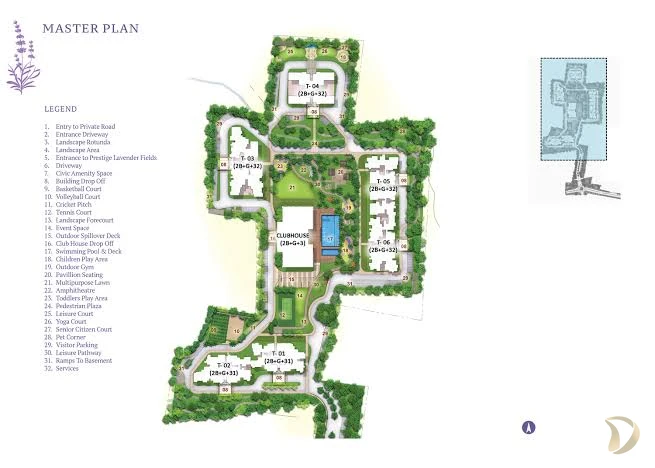 MASTER PLAN
LEGEND
1. Entry to Private Road
2. Entrance Driveway
3. Landscape Rotunda
4. Landscape Area
5. Entrance to Prestige Lavender Fields
6. Driveway
7. Civic Amenity Space
8. Building Drop Off
9. Basketball Court
10. Volleyball Court
11. Cricket Pitch
12. Tennis Court
13. Landscape Forecourt
14. Event Space
15. Outdoor Spillover Deck
16. Club House Drop Off
17. Swimming Pool & Deck
18. Children Play Area
19. Outdoor Gym
20. Pavillion Seating
21. Multipurpose Lawn
22. Amphitheatre
23. Toddlers Play Area
24. Pedestrian Plaza
25. Leisure Court
26. Yoga Court
27. Senior Citizen Court
28. Pet Corner
29. Visitor Parking
30. Leisure Pathway
31. Ramps To Basement
32. Services
T- 04
(2B+G+32)
T- 03
(2B+G+32)
T- 05
(2B+G+32)
CLUBHOUSE
(2B+G+3)
T- 06
(2B+G+32)
T- 01
(2B+G+31)
T- 02
(2B+G+31)
21
17
14
12
08